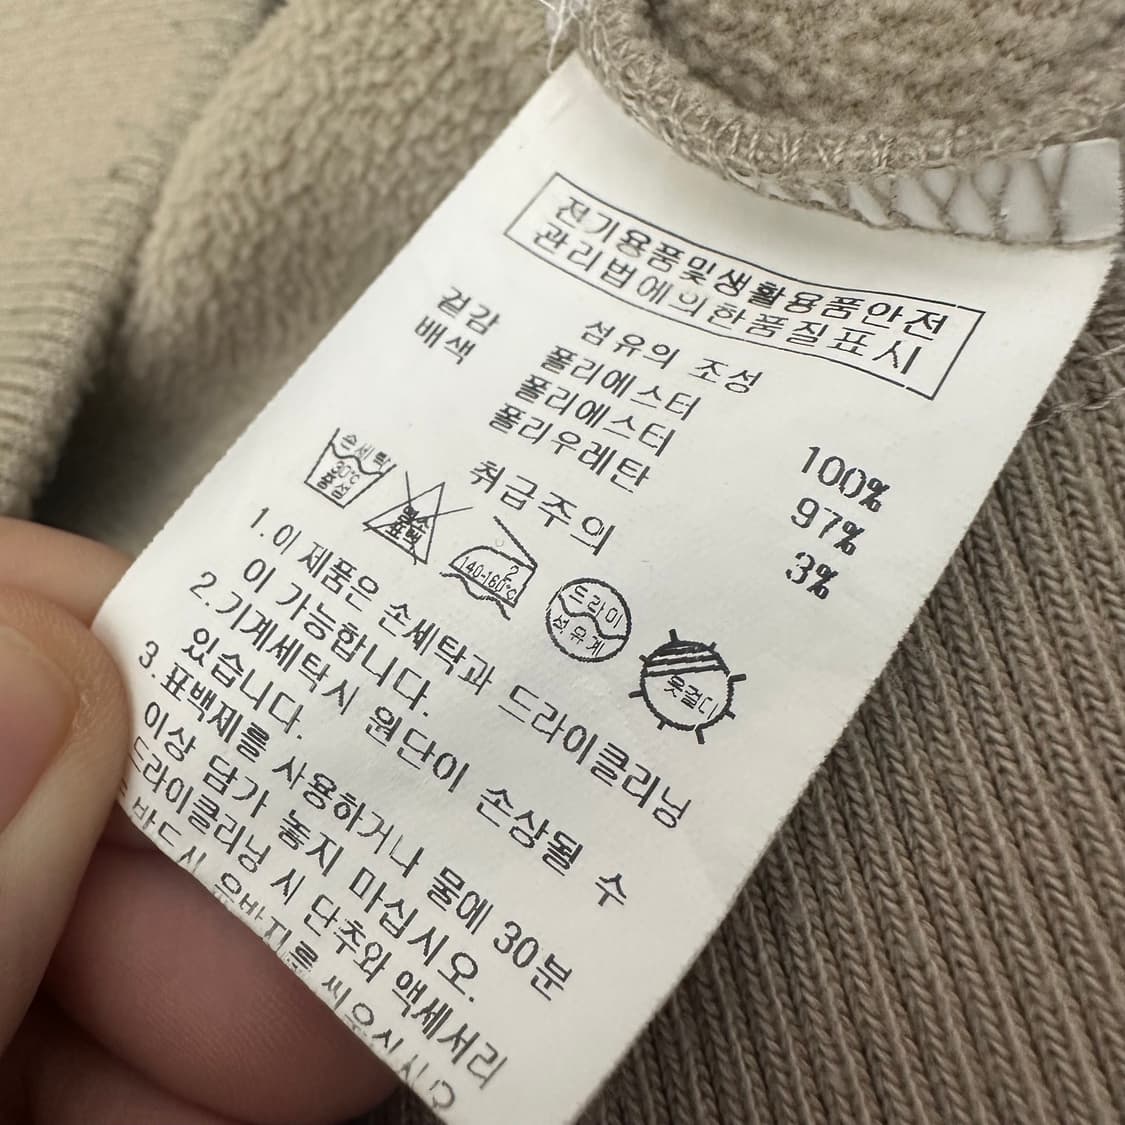 전기용품및생활용품안전
관리법에의한품질표시
섬유의 조성
겉감 폴리에스터 100%
배색 폴리에스터 97%
폴리우레탄 3%
취급주의
손세탁
30℃
중성
염소
표백
2
140-160℃
드라이
석유계
옷걸이
1.이 제품은 손세탁과 드라이클리닝
이 가능합니다.
2.기계세탁시 원단이 손상될 수
있습니다.
3.표백제를 사용하거나 물에 30분
이상 담가 놓지 마십시오.
드라이클리닝 시 단추와 액세서리
반드시